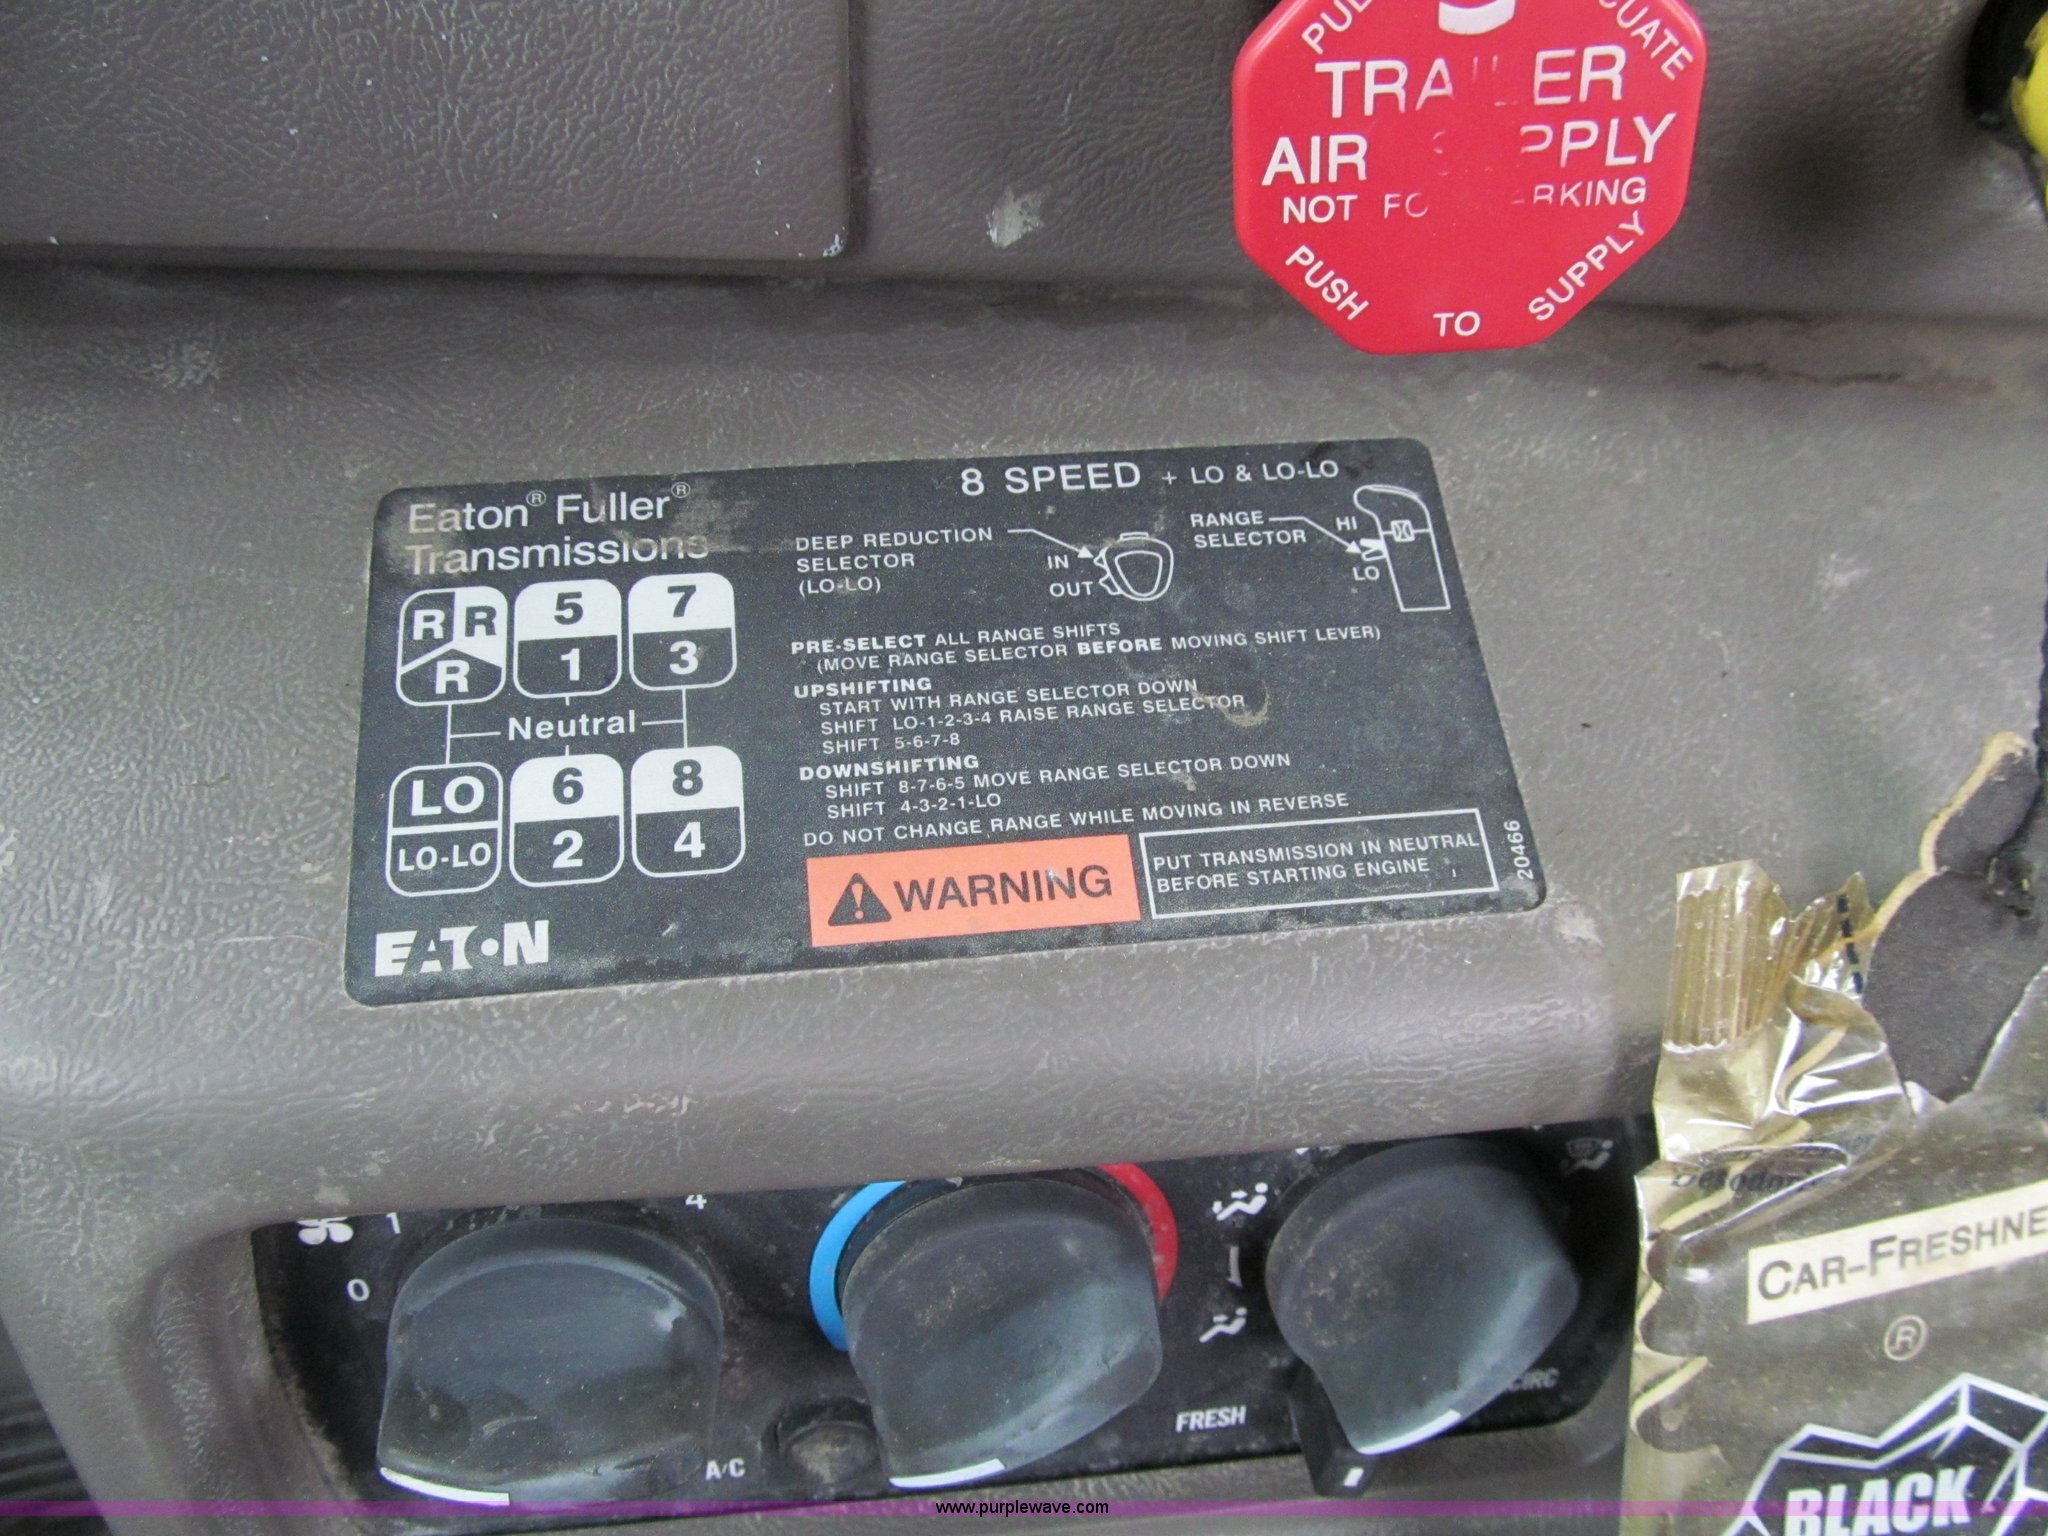 TRAILER
AIR PPLY
NOT RKING
PUSH TO SUPPLY
Eaton® Fuller®
Transmissions
8 SPEED + LO & LO-LO
DEEP REDUCTION
SELECTOR
(LO-LO)
IN
OUT
RANGE
SELECTOR
HI
LO
R R 5 7
R 1 3
Neutral
LO 6 8
LO-LO 2 4
PRE-SELECT ALL RANGE SHIFTS
(MOVE RANGE SELECTOR BEFORE MOVING SHIFT LEVER)
UPSHIFTING
START WITH RANGE SELECTOR DOWN
SHIFT LO-1-2-3-4 RAISE RANGE SELECTOR
SHIFT 5-6-7-8
DOWNSHIFTING
SHIFT 8-7-6-5 MOVE RANGE SELECTOR DOWN
SHIFT 4-3-2-1-LO
DO NOT CHANGE RANGE WHILE MOVING IN REVERSE
WARNING
PUT TRANSMISSION IN NEUTRAL
BEFORE STARTING ENGINE
20466
EATON
0
1
4
A/C
FRESH
CAR-FRESHNE
®
BLACK
www.purplewave.com